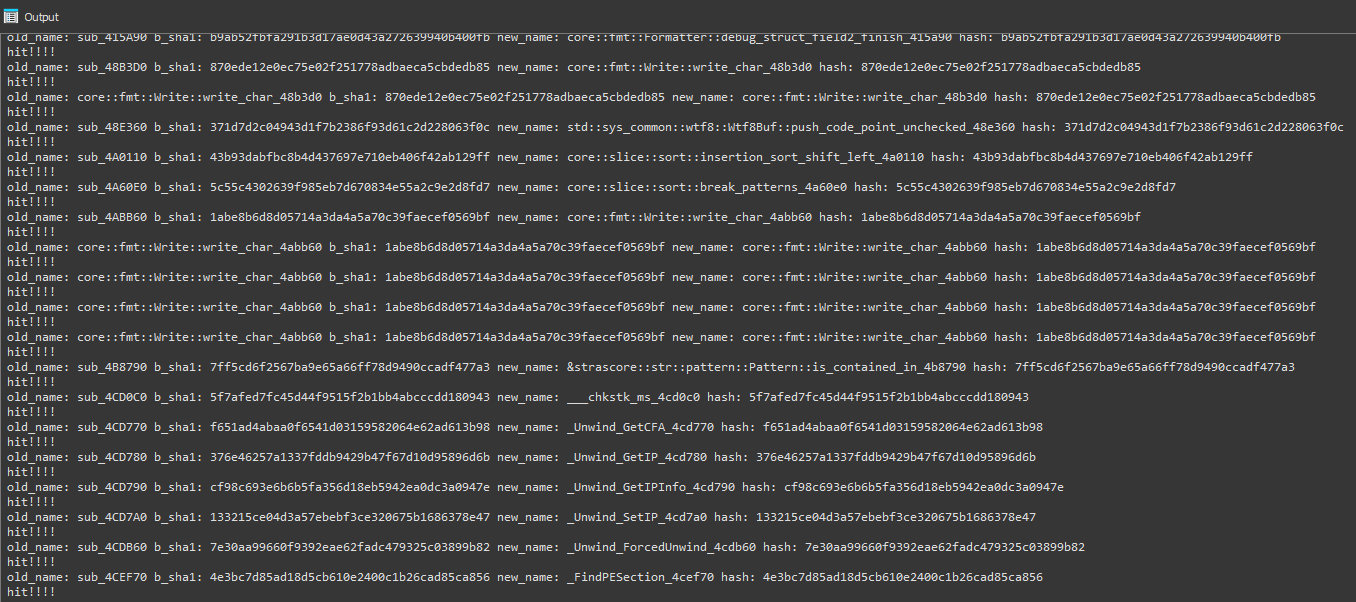 Output
old_name: sub_415A90 b_sha1: b9ab52fbfa291b3d17ae0d43a272639940b400fb new_name: core::fmt::Formatter::debug_struct_field2_finish_415a90 hash: b9ab52fbfa291b3d17ae0d43a272639940b400fb
hit!!!!
old_name: sub_48B3D0 b_sha1: 870ede12e0ec75e02f251778adbaeca5cbdedb85 new_name: core::fmt::Write::write_char_48b3d0 hash: 870ede12e0ec75e02f251778adbaeca5cbdedb85
hit!!!!
old_name: core::fmt::Write::write_char_48b3d0 b_sha1: 870ede12e0ec75e02f251778adbaeca5cbdedb85 new_name: core::fmt::Write::write_char_48b3d0 hash: 870ede12e0ec75e02f251778adbaeca5cbdedb85
hit!!!!
old_name: sub_48E360 b_sha1: 371d7d2c04943d1f7b2386f93d61c2d228063f0c new_name: std::sys_common::wtf8::Wtf8Buf::push_code_point_unchecked_48e360 hash: 371d7d2c04943d1f7b2386f93d61c2d228063f0c
hit!!!!
old_name: sub_4A0110 b_sha1: 43b93dabfbc8b4d437697e710eb406f42ab129ff new_name: core::slice::sort::insertion_sort_shift_left_4a0110 hash: 43b93dabfbc8b4d437697e710eb406f42ab129ff
hit!!!!
old_name: sub_4A60E0 b_sha1: 5c55c4302639f985eb7d670834e55a2c9e2d8fd7 new_name: core::slice::sort::break_patterns_4a60e0 hash: 5c55c4302639f985eb7d670834e55a2c9e2d8fd7
hit!!!!
old_name: sub_4ABB60 b_sha1: 1abe8b6d8d05714a3da4a5a70c39faecef0569bf new_name: core::fmt::Write::write_char_4abb60 hash: 1abe8b6d8d05714a3da4a5a70c39faecef0569bf
hit!!!!
old_name: core::fmt::Write::write_char_4abb60 b_sha1: 1abe8b6d8d05714a3da4a5a70c39faecef0569bf new_name: core::fmt::Write::write_char_4abb60 hash: 1abe8b6d8d05714a3da4a5a70c39faecef0569bf
hit!!!!
old_name: core::fmt::Write::write_char_4abb60 b_sha1: 1abe8b6d8d05714a3da4a5a70c39faecef0569bf new_name: core::fmt::Write::write_char_4abb60 hash: 1abe8b6d8d05714a3da4a5a70c39faecef0569bf
hit!!!!
old_name: core::fmt::Write::write_char_4abb60 b_sha1: 1abe8b6d8d05714a3da4a5a70c39faecef0569bf new_name: core::fmt::Write::write_char_4abb60 hash: 1abe8b6d8d05714a3da4a5a70c39faecef0569bf
hit!!!!
old_name: core::fmt::Write::write_char_4abb60 b_sha1: 1abe8b6d8d05714a3da4a5a70c39faecef0569bf new_name: core::fmt::Write::write_char_4abb60 hash: 1abe8b6d8d05714a3da4a5a70c39faecef0569bf
hit!!!!
old_name: sub_4B8790 b_sha1: 7ff5cd6f2567ba9e65a66ff78d9490ccadf477a3 new_name: &strascore::str::pattern::Pattern::is_contained_in_4b8790 hash: 7ff5cd6f2567ba9e65a66ff78d9490ccadf477a3
hit!!!!
old_name: sub_4CD0C0 b_sha1: 5f7afed7fc45d44f9515f2b1bb4abcccdd180943 new_name: ___chkstk_ms_4cd0c0 hash: 5f7afed7fc45d44f9515f2b1bb4abcccdd180943
hit!!!!
old_name: sub_4CD770 b_sha1: f651ad4abaa0f6541d03159582064e62ad613b98 new_name: _Unwind_GetCFA_4cd770 hash: f651ad4abaa0f6541d03159582064e62ad613b98
hit!!!!
old_name: sub_4CD780 b_sha1: 376e46257a1337fddb9429b47f67d10d95896d6b new_name: _Unwind_GetIP_4cd780 hash: 376e46257a1337fddb9429b47f67d10d95896d6b
hit!!!!
old_name: sub_4CD790 b_sha1: cf98c693e6b6b5fa356d18eb5942ea0dc3a0947e new_name: _Unwind_GetIPInfo_4cd790 hash: cf98c693e6b6b5fa356d18eb5942ea0dc3a0947e
hit!!!!
old_name: sub_4CD7A0 b_sha1: 133215ce04d3a57ebebf3ce320675b1686378e47 new_name: _Unwind_SetIP_4cd7a0 hash: 133215ce04d3a57ebebf3ce320675b1686378e47
hit!!!!
old_name: sub_4CDB60 b_sha1: 7e30aa99660f9392eae62fadc479325c03899b82 new_name: _Unwind_ForcedUnwind_4cdb60 hash: 7e30aa99660f9392eae62fadc479325c03899b82
hit!!!!
old_name: sub_4CEF70 b_sha1: 4e3bc7d85ad18d5cb610e2400c1b26cad85ca856 new_name: _FindPESection_4cef70 hash: 4e3bc7d85ad18d5cb610e2400c1b26cad85ca856
hit!!!!